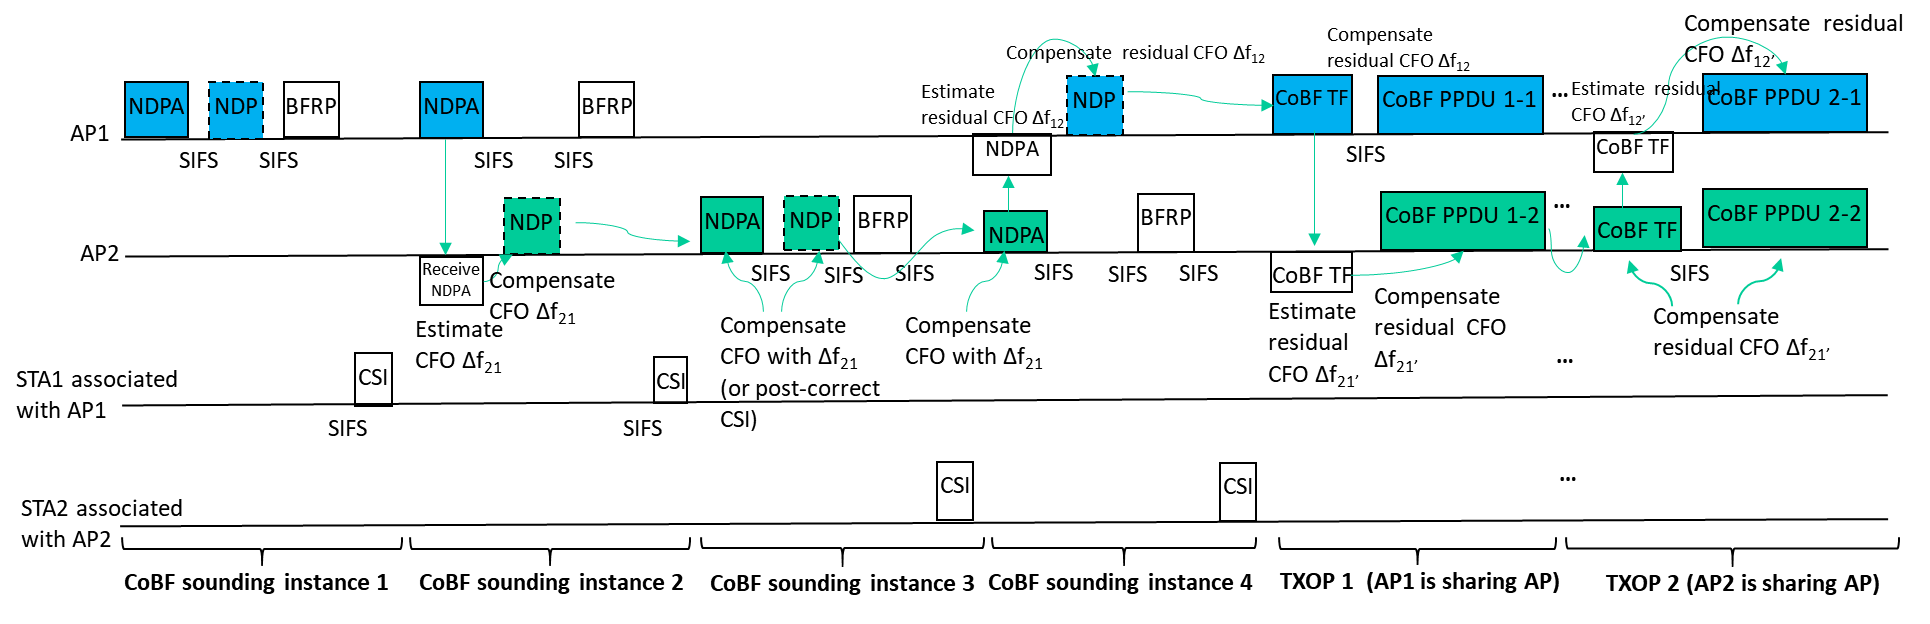 Compensate residual
CFO Δf12’
Compensate
residual CFO Δf12
Compensate residual CFO Δf12
Estimate
residual CFO Δf12
Estimate residual
CFO Δf12’
NDPA
NDP
BFRP
NDPA
BFRP
NDP
CoBF TF
CoBF PPDU 1-1
...
CoBF PPDU 2-1
AP1
NDPA
CoBF TF
SIFS
SIFS
SIFS
SIFS
SIFS
NDP
NDPA
NDP
BFRP
NDPA
BFRP
CoBF PPDU 1-2
...
CoBF TF
CoBF PPDU 2-2
AP2
Receive
NDPA
SIFS
SIFS
SIFS
SIFS
SIFS
SIFS
CoBF TF
SIFS
Compensate
CFO Δf21
Estimate
CFO Δf21
Compensate
CFO with Δf21
(or post-correct
CSI)
Compensate
CFO with Δf21
Estimate
residual
CFO Δf21’
Compensate
residual CFO
Δf21’
Compensate
residual CFO Δf21’
...
STA1 associated
with AP1
CSI
CSI
SIFS
SIFS
STA2 associated
with AP2
CSI
CSI
...
CoBF sounding instance 1
CoBF sounding instance 2
CoBF sounding instance 3
CoBF sounding instance 4
TXOP 1 (AP1 is sharing AP)
TXOP 2 (AP2 is sharing AP)